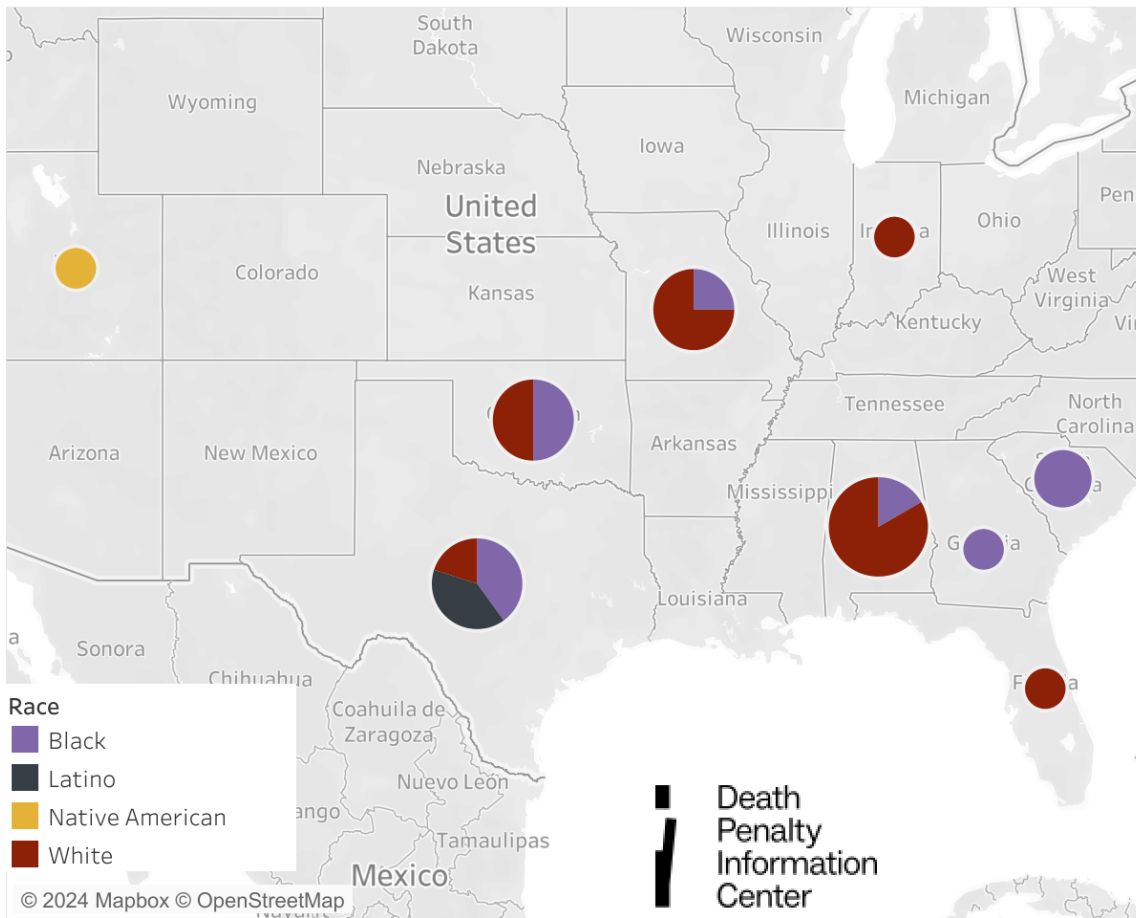 South
Dakota
Wisconsin
Wyoming
Michigan
Iowa
Nebraska
Pen
United
States
Illinois
Ohio
Colorado
Kansas
West
Virginia
Kentucky
Vir
Tennessee
North
Carolina
Arizona
New Mexico
Arkansas
Mississippi
Louisiana
a
Sonora
Chihuahua
Coahuila de
Zaragoza
Nuevo León
ango
Tamaulipas
Mexico
Race
Black
Latino
Native American
White
© 2024 Mapbox © OpenStreetMap
Death
Penalty
Information
Center